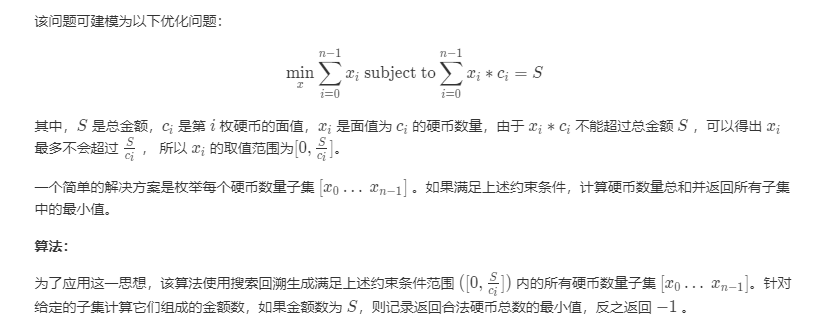 该问题可建模为以下优化问题：
$$\min_{x} \sum_{i=0}^{n-1} x_i \text{ subject to } \sum_{i=0}^{n-1} x_i * c_i = S$$
其中，$S$ 是总金额，$c_i$ 是第 $i$ 枚硬币的面值，$x_i$ 是面值为 $c_i$ 的硬币数量，由于 $x_i * c_i$ 不能超过总金额 $S$ ，可以得出 $x_i$
最多不会超过 $\frac{S}{c_i}$ ， 所以 $x_i$ 的取值范围为$[0, \frac{S}{c_i}]$。
一个简单的解决方案是枚举每个硬币数量子集 $[x_0 \ldots x_{n-1}]$ 。如果满足上述约束条件，计算硬币数量总和并返回所有子集
中的最小值。
算法：
为了应用这一思想，该算法使用搜索回溯生成满足上述约束条件范围 $([0, \frac{S}{c_i}])$ 内的所有硬币数量子集 $[x_0 \ldots x_{n-1}]$。针对
给定的子集计算它们组成的金额数，如果金额数为 $S$，则记录返回合法硬币总数的最小值，反之返回 $-1$ 。